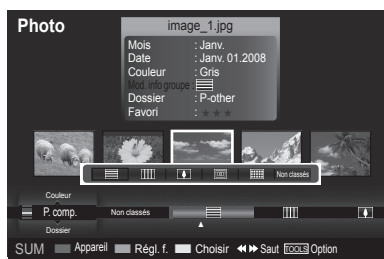 Photo
image_1.jpg
Mois : Janv.
Date : Janv. 01.2008
Couleur : Gris
Mod. info groupe :
Dossier : P-other
Favori : ★★★
Non classés
Couleur
P. comp.
Non dassés
Dossier
SUM Appareil Régl. f. Choisir Saut TOOLS Option